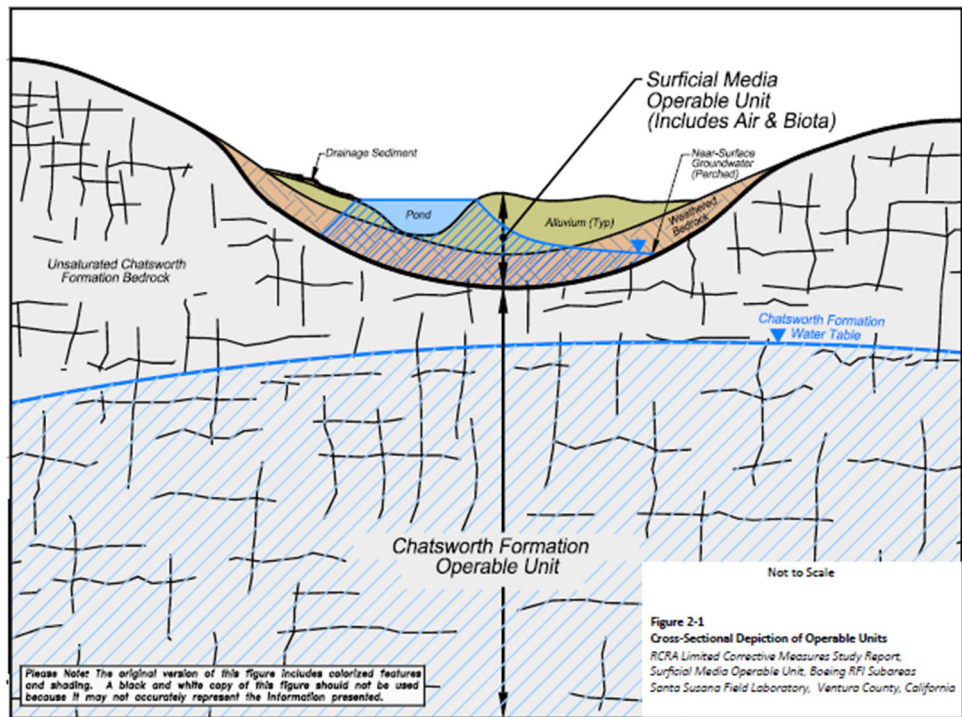 Surficial Media
Operable Unit
(Includes Air & Biota)
Drainage Sediment
Near-Surface
Groundwater
(Perched)
Pond
Alluvium (Typ)
Weathered
Bedrock
Unsaturated Chatsworth
Formation Bedrock
Chatsworth Formation
Water Table
Chatsworth Formation
Operable Unit
Not to Scale
Figure 2-1
Cross-Sectional Depiction of Operable Units
RCRA Limited Corrective Measures Study Report,
Surficial Media Operable Unit, Boeing RFI Subareas
Santa Susana Field Laboratory, Ventura County, California
Please Note: The original version of this figure includes colorized features
and shading. A black and white copy of this figure should not be used
because it may not accurately represent the information presented.